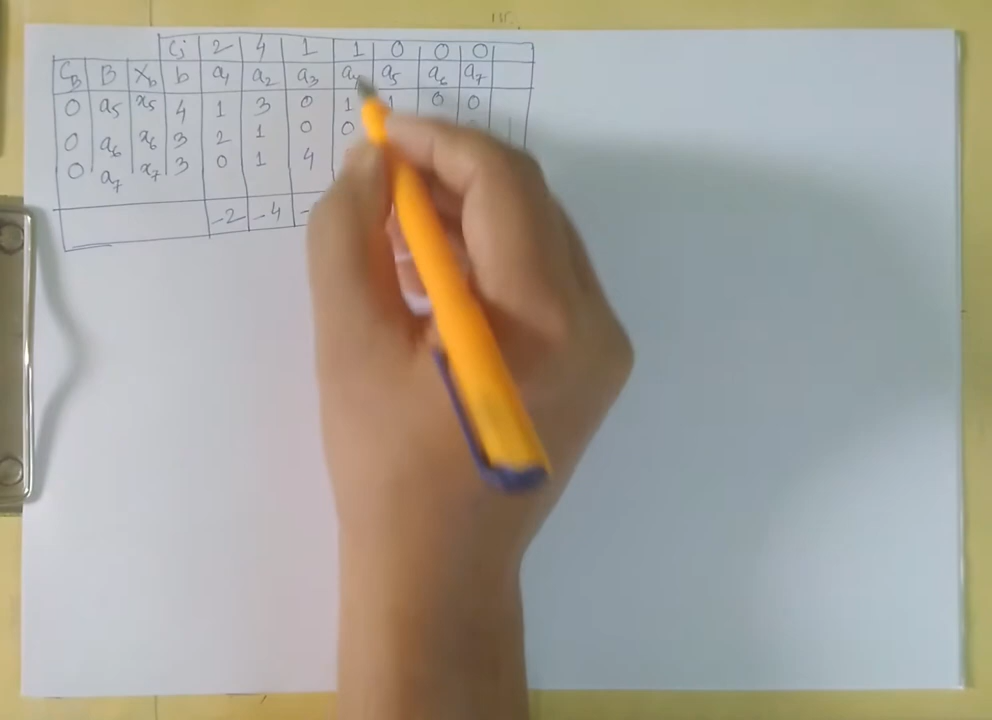 Cj 2 4 1 1 0 0 0
CB B Xb b a1 a2 a3 a4 a5 a6 a7
0 a5 x5 4 1 3 0 1 1 0 0
0 a6 x6 3 2 1 0 0
0 a7 x7 3 0 1 4
-2 -4 -